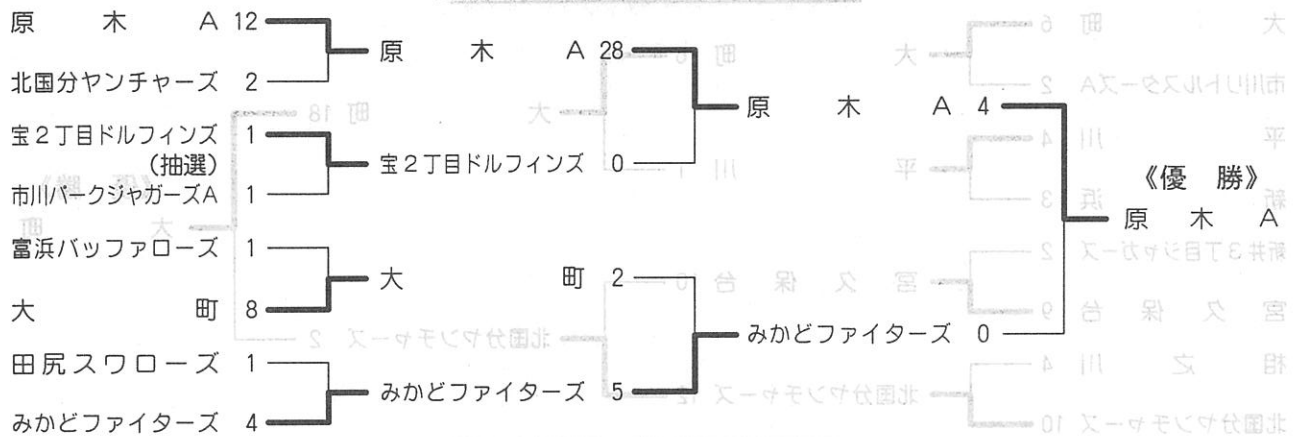 原木A 12
北国分ヤンチャーズ 2
宝2丁目ドルフィンズ 1
(抽選)
市川パークジャガーズA 1
富浜バッファローズ 1
大町 8
田尻スワローズ 1
みかどファイターズ 4
原木A 28
宝2丁目ドルフィンズ 0
大町 2
みかどファイターズ 5
原木A 4
みかどファイターズ 0
《優勝》
原木A